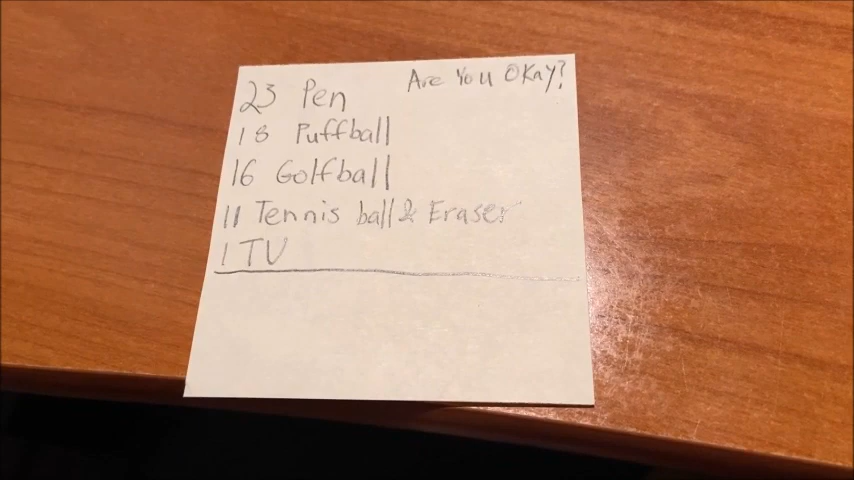 Are You Okay?
23 Pen
18 Puffball
16 Golfball
11 Tennis ball & Eraser
1 TV